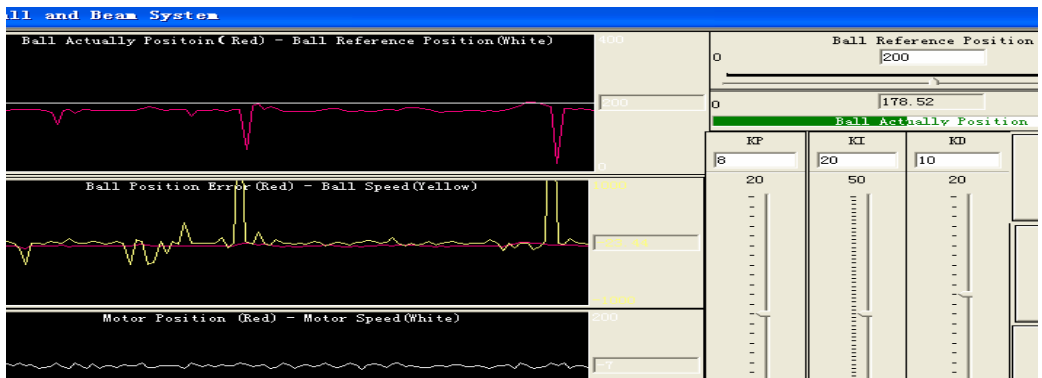 ll and Beam System
Ball Actually Positoin(Red) - Ball Reference Position(White)
400
200
0
Ball Reference Position
0
200
0
178.52
Ball Actually Position
KP
KI
KD
8
20
10
20
50
20
Ball Position Error(Red) - Ball Speed(Yellow)
1000
-1000
Motor Position (Red) - Motor Speed(White)
200
-7